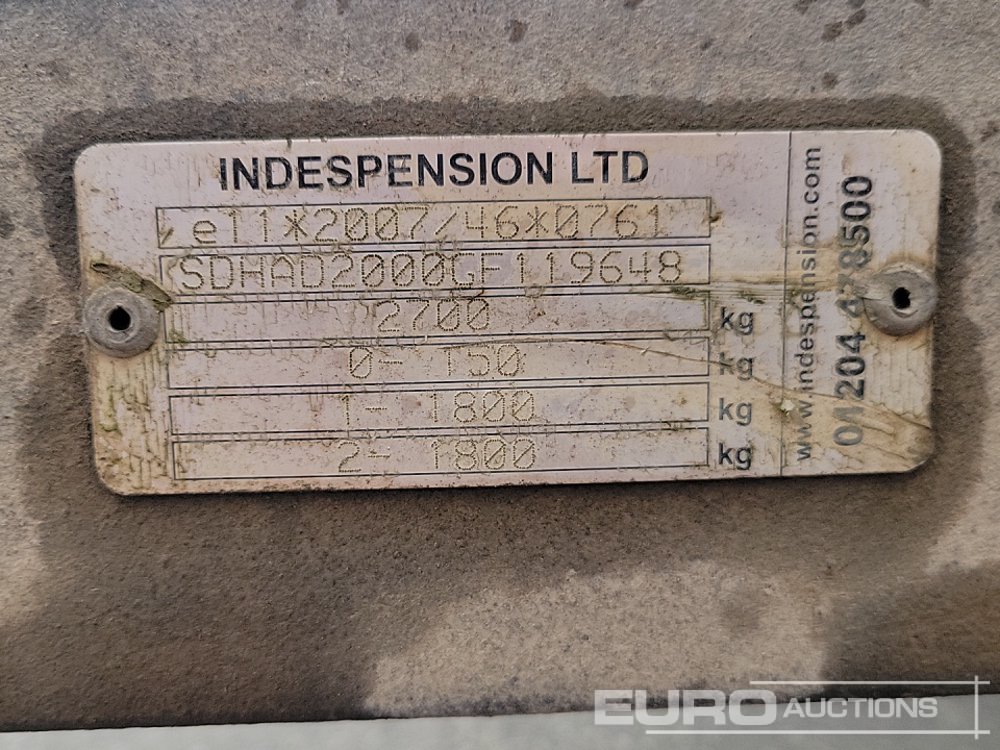 INDESPENSION LTD
e11*2007/46*0761
SDHAD2000GF119648
2700 kg
0- 150 kg
1- 1800 kg
2- 1800 kg
www.indespension.com
01204 478500
EURO AUCTIONS